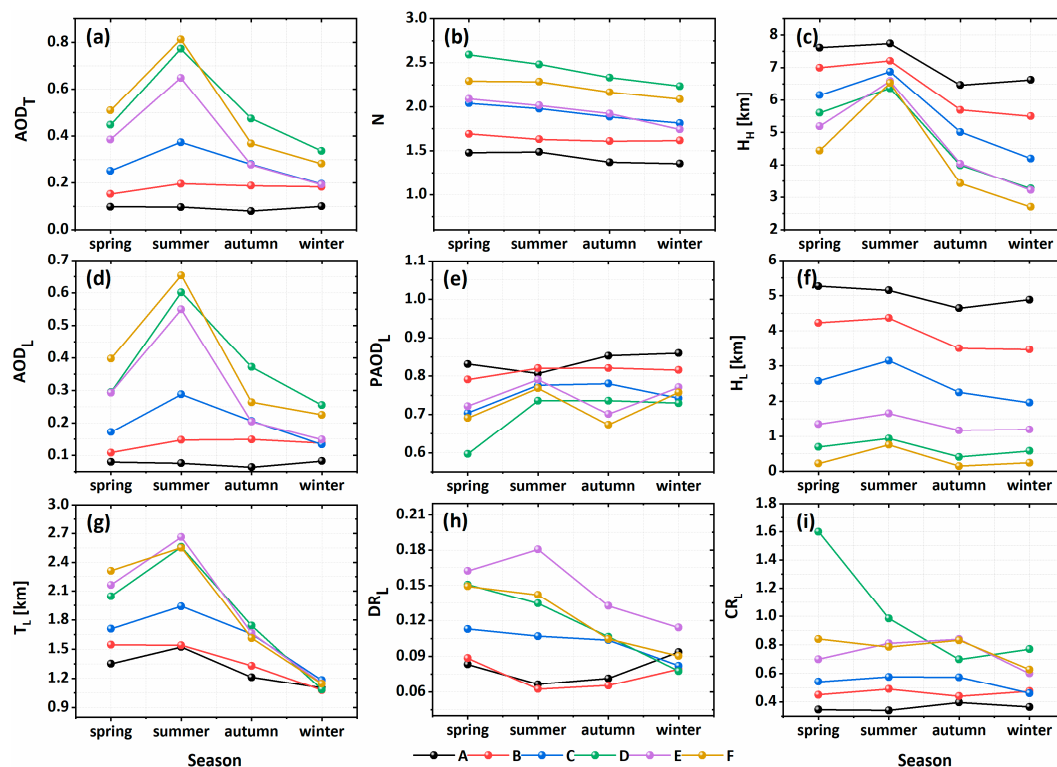 (a)
AOD_T
0.8
0.6
0.4
0.2
0.0
spring summer autumn winter
(b)
N
3.0
2.5
2.0
1.5
1.0
spring summer autumn winter
(c)
H_H [km]
8
7
6
5
4
3
2
spring summer autumn winter
(d)
AOD_L
0.7
0.6
0.5
0.4
0.3
0.2
0.1
spring summer autumn winter
(e)
PAOD_L
1.1
1.0
0.9
0.8
0.7
0.6
spring summer autumn winter
(f)
H_L [km]
6
5
4
3
2
1
0
spring summer autumn winter
(g)
T_L [km]
3.0
2.7
2.4
2.1
1.8
1.5
1.2
0.9
spring summer autumn winter
Season
(h)
DR_L
0.21
0.18
0.15
0.12
0.09
0.06
spring summer autumn winter
(i)
CR_L
1.8
1.6
1.4
1.2
1.0
0.8
0.6
0.4
spring summer autumn winter
Season
A B C D E F